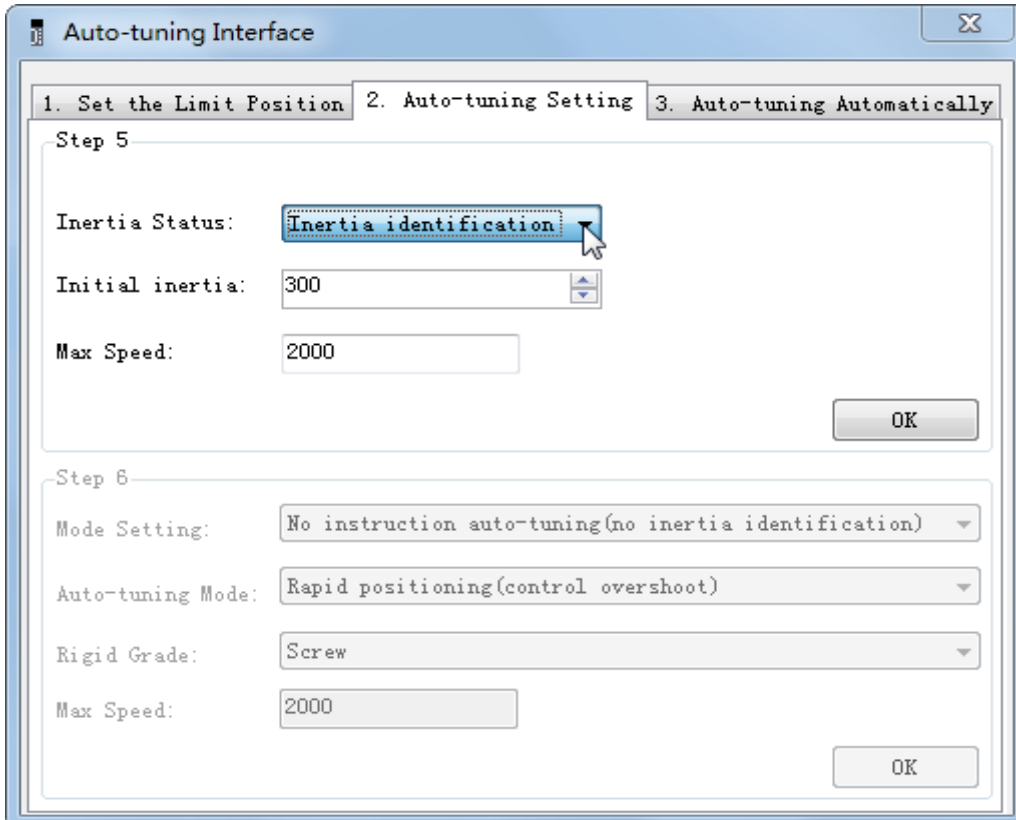 Auto-tuning Interface
1. Set the Limit Position 2. Auto-tuning Setting 3. Auto-tuning Automatically
Step 5
Inertia Status: Inertia identification
Initial inertia: 300
Max Speed: 2000
OK
Step 6
Mode Setting: No instruction auto-tuning(no inertia identification)
Auto-tuning Mode: Rapid positioning(control overshoot)
Rigid Grade: Screw
Max Speed: 2000
OK